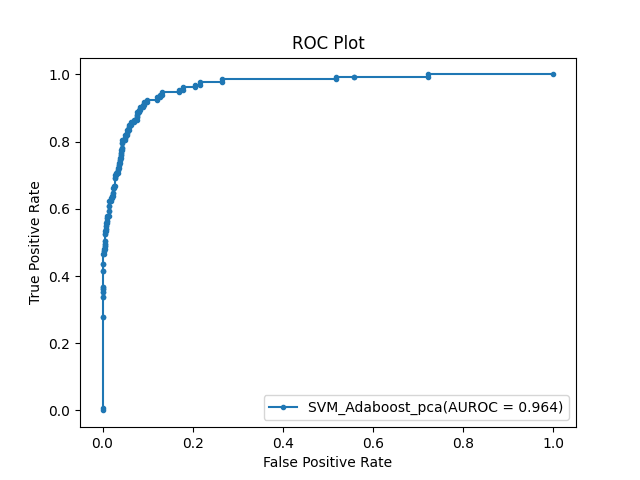 ROC Plot
True Positive Rate
1.0
0.8
0.6
0.4
0.2
0.0
SVM_Adaboost_pca(AUROC = 0.964)
0.0 0.2 0.4 0.6 0.8 1.0
False Positive Rate